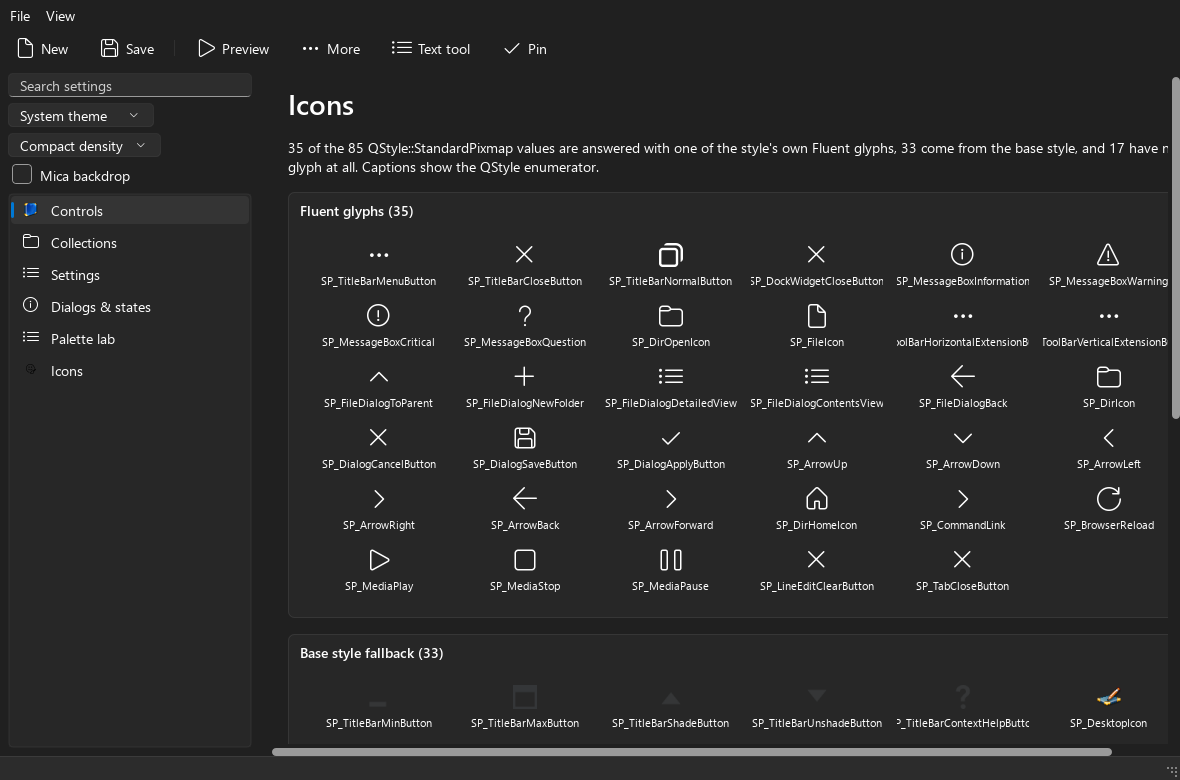 File View
New Save Preview More Text tool Pin
Search settings
System theme
Compact density
Mica backdrop
Controls
Collections
Settings
Dialogs & states
Palette lab
Icons
Icons
35 of the 85 QStyle::StandardPixmap values are answered with one of the style's own Fluent glyphs, 33 come from the base style, and 17 have
glyph at all. Captions show the QStyle enumerator.
Fluent glyphs (35)
SP_TitleBarMenuButton SP_TitleBarCloseButton SP_TitleBarNormalButton SP_DockWidgetCloseButton SP_MessageBoxInformation SP_MessageBoxWarning
SP_MessageBoxCritical SP_MessageBoxQuestion SP_DirOpenIcon SP_FileIcon oolBarHorizontalExtensionB ToolBarVerticalExtensionB
SP_FileDialogToParent SP_FileDialogNewFolder SP_FileDialogDetailedView SP_FileDialogContentsView SP_FileDialogBack SP_DirIcon
SP_DialogCancelButton SP_DialogSaveButton SP_DialogApplyButton SP_ArrowUp SP_ArrowDown SP_ArrowLeft
SP_ArrowRight SP_ArrowBack SP_ArrowForward SP_DirHomeIcon SP_CommandLink SP_BrowserReload
SP_MediaPlay SP_MediaStop SP_MediaPause SP_LineEditClearButton SP_TabCloseButton
Base style fallback (33)
SP_TitleBarMinButton SP_TitleBarMaxButton SP_TitleBarShadeButton SP_TitleBarUnshadeButton SP_TitleBarContextHelpButto SP_DesktopIcon